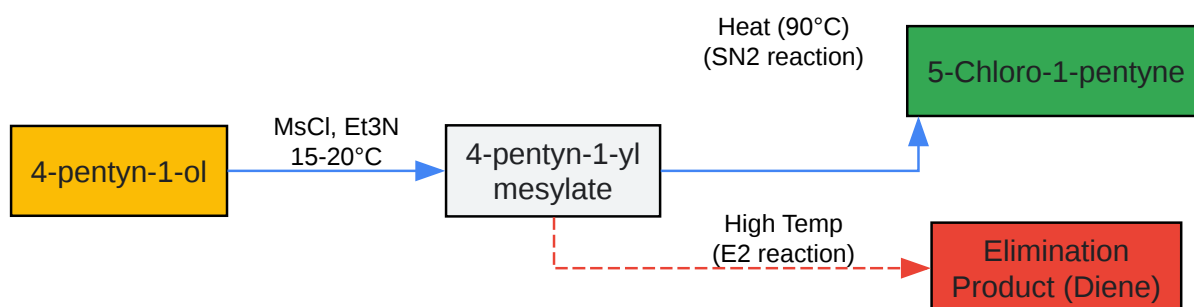 Heat (90°C)
(SN2 reaction)
5-Chloro-1-pentyne
MsCl, Et3N
15-20°C
4-pentyn-1-ol
4-pentyn-1-yl
mesylate
High Temp
(E2 reaction)
Elimination
Product (Diene)